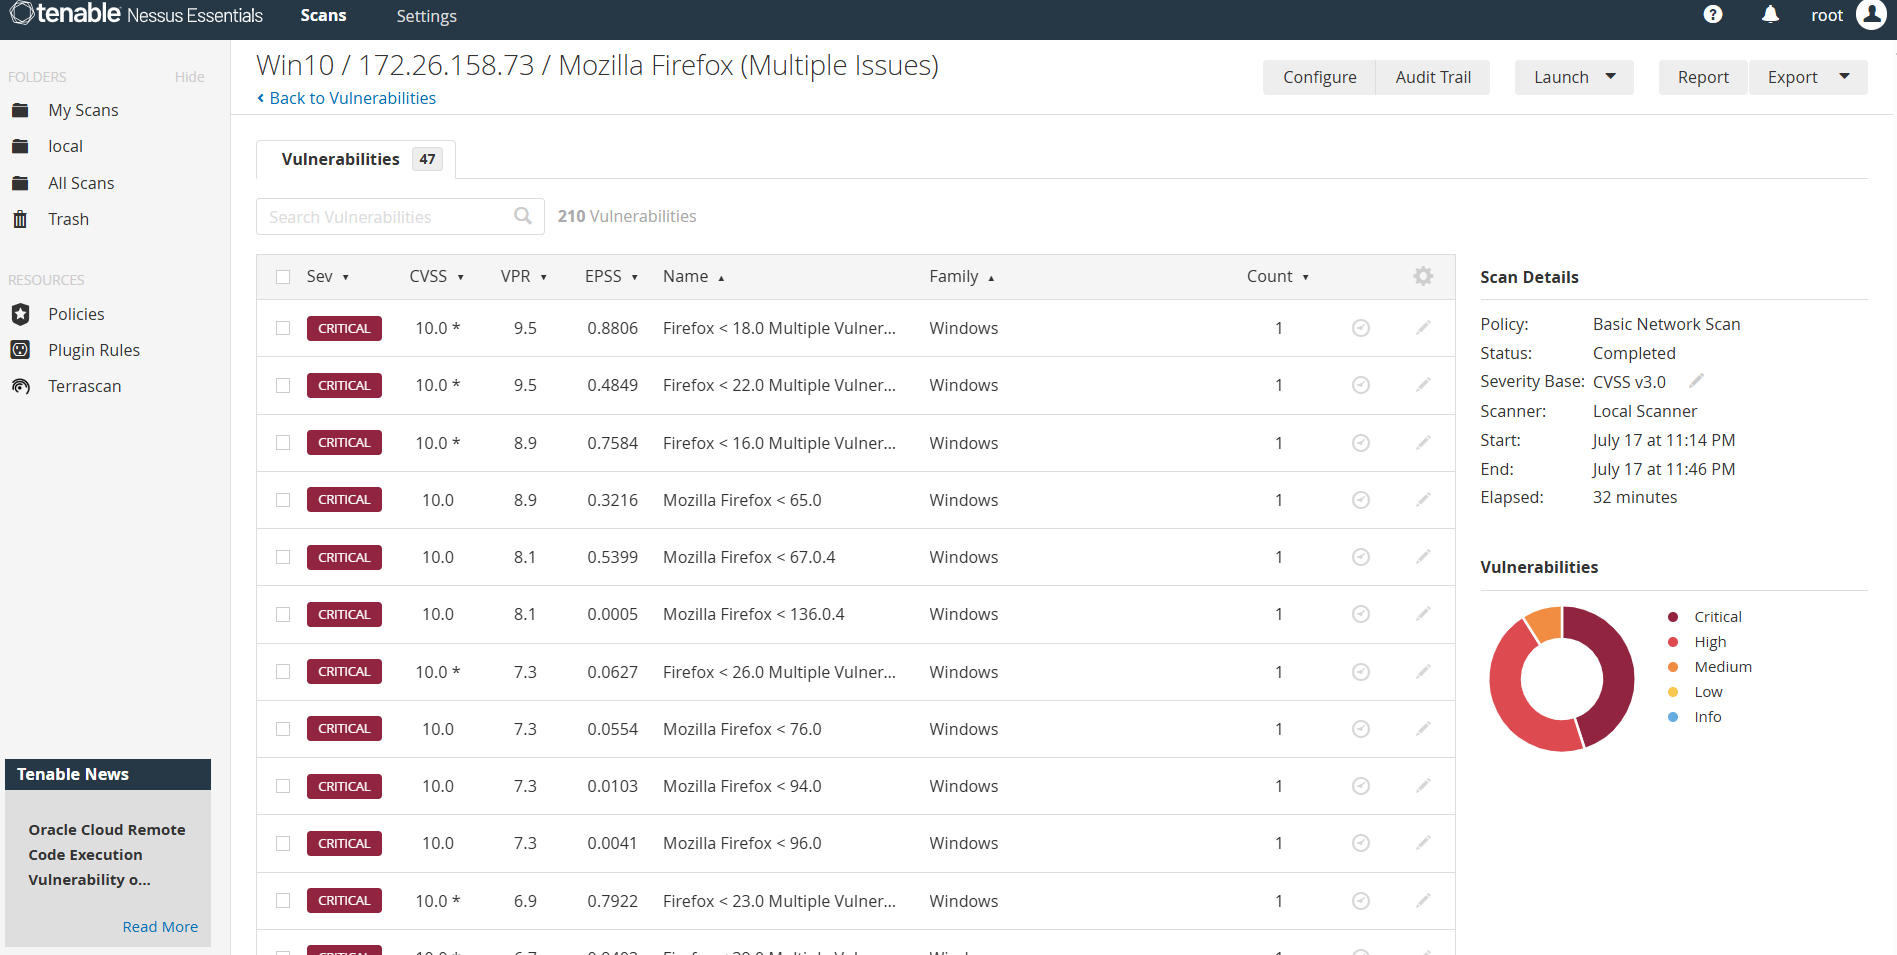 tenable Nessus Essentials Scans Settings ? root
FOLDERS Hide
My Scans
local
All Scans
Trash
RESOURCES
Policies
Plugin Rules
Terrascan
Tenable News
Oracle Cloud Remote
Code Execution
Vulnerability o...
Read More
Win10 / 172.26.158.73 / Mozilla Firefox (Multiple Issues)
Back to Vulnerabilities
Configure Audit Trail Launch Report Export
Vulnerabilities 47
Search Vulnerabilities 210 Vulnerabilities
Sev CVSS VPR EPSS Name Family Count
CRITICAL 10.0 * 9.5 0.8806 Firefox < 18.0 Multiple Vulner... Windows 1
CRITICAL 10.0 * 9.5 0.4849 Firefox < 22.0 Multiple Vulner... Windows 1
CRITICAL 10.0 * 8.9 0.7584 Firefox < 16.0 Multiple Vulner... Windows 1
CRITICAL 10.0 8.9 0.3216 Mozilla Firefox < 65.0 Windows 1
CRITICAL 10.0 8.1 0.5399 Mozilla Firefox < 67.0.4 Windows 1
CRITICAL 10.0 8.1 0.0005 Mozilla Firefox < 136.0.4 Windows 1
CRITICAL 10.0 * 7.3 0.0627 Firefox < 26.0 Multiple Vulner... Windows 1
CRITICAL 10.0 7.3 0.0554 Mozilla Firefox < 76.0 Windows 1
CRITICAL 10.0 7.3 0.0103 Mozilla Firefox < 94.0 Windows 1
CRITICAL 10.0 7.3 0.0041 Mozilla Firefox < 96.0 Windows 1
CRITICAL 10.0 * 6.9 0.7922 Firefox < 23.0 Multiple Vulner... Windows 1
Scan Details
Policy: Basic Network Scan
Status: Completed
Severity Base: CVSS v3.0
Scanner: Local Scanner
Start: July 17 at 11:14 PM
End: July 17 at 11:46 PM
Elapsed: 32 minutes
Vulnerabilities
Critical
High
Medium
Low
Info